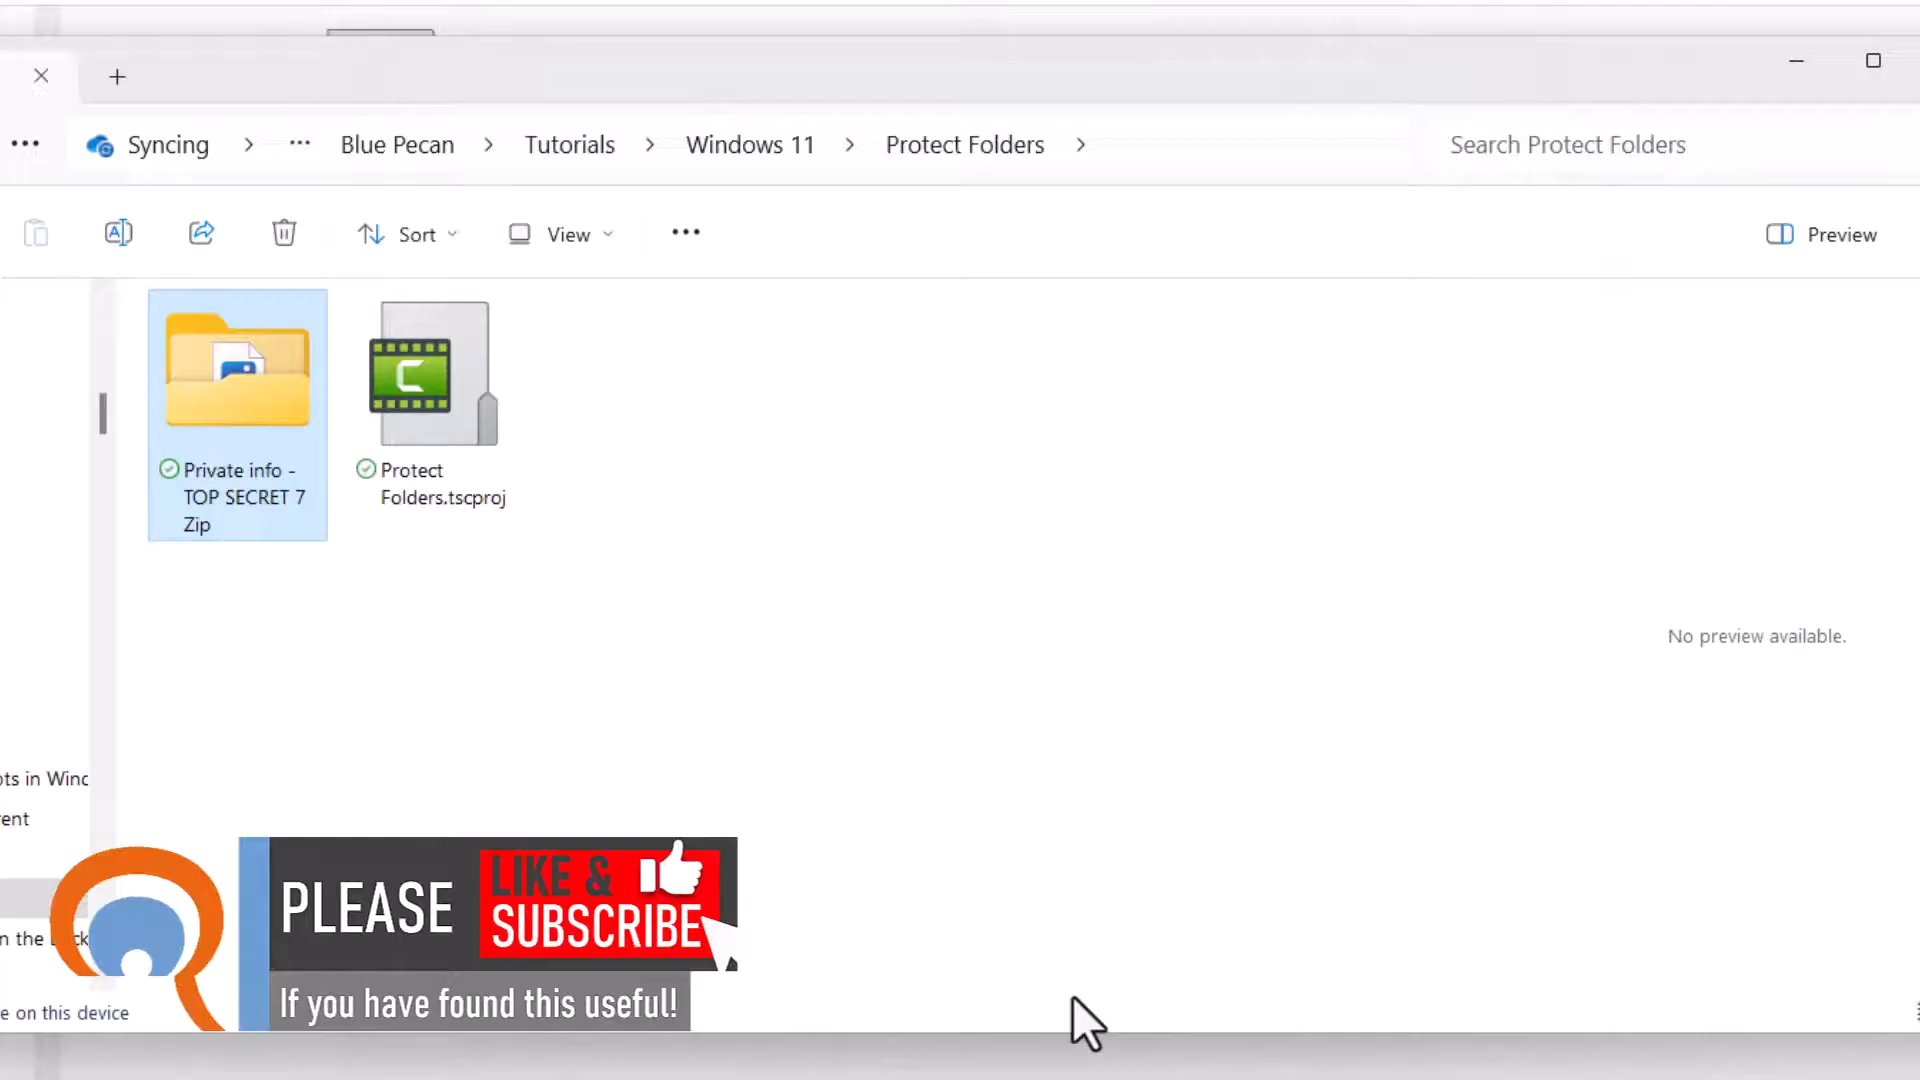 Syncing > ... Blue Pecan > Tutorials > Windows 11 > Protect Folders >
Search Protect Folders
Sort
View
Preview
Private info -
TOP SECRET 7
Zip
Protect
Folders.tscproj
No preview available.
in Winc
on this device
PLEASE
LIKE &
SUBSCRIBE
If you have found this useful!